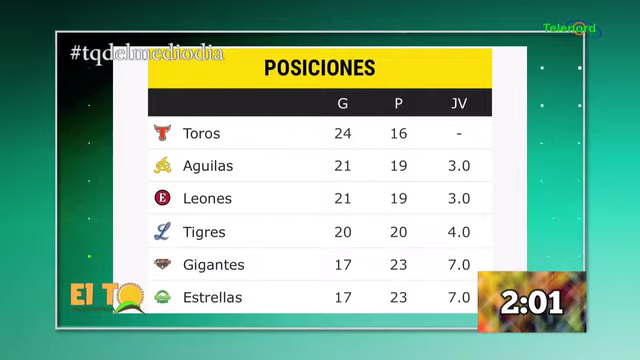 Telenord
#tqdelmediodia
POSICIONES
G P JV
Toros 24 16 -
Aguilas 21 19 3.0
E Leones 21 19 3.0
L Tigres 20 20 4.0
Gigantes 17 23 7.0
Estrellas 17 23 7.0
El TQ
2:01